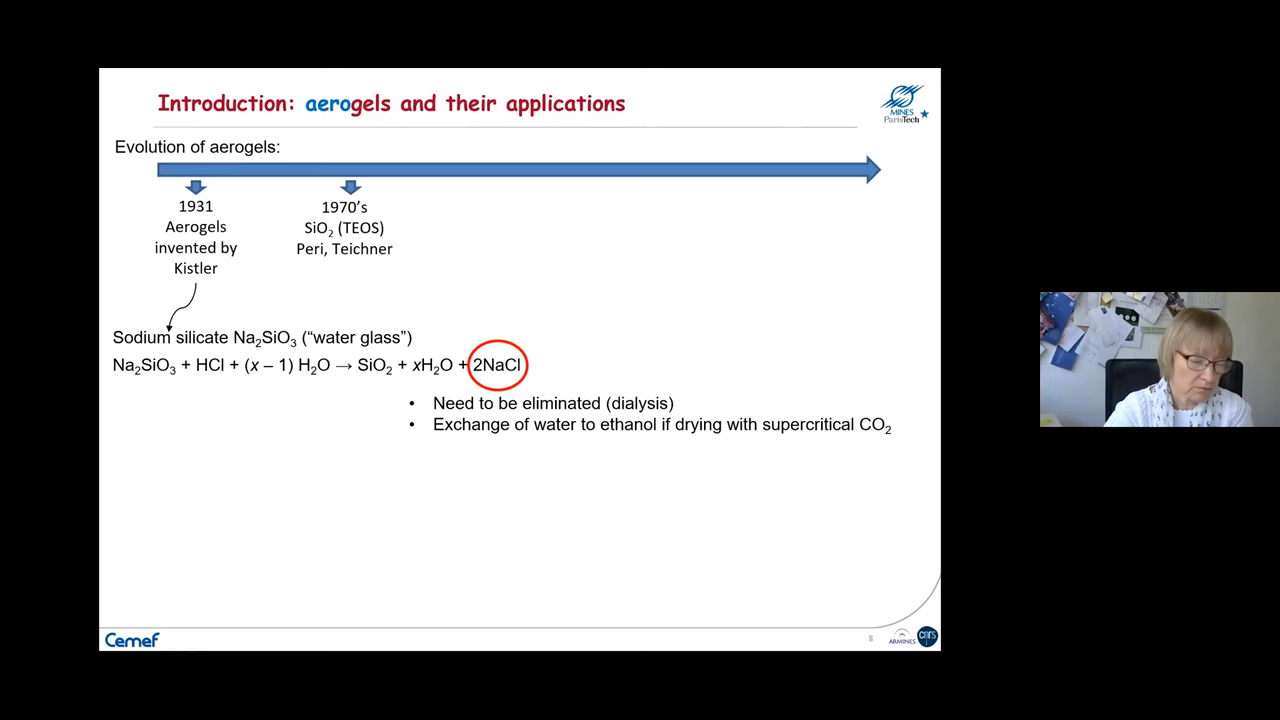 Introduction: aerogels and their applications
MINES
ParisTech
Evolution of aerogels:
1931
Aerogels
invented by
Kistler
1970’s
SiO₂ (TEOS)
Peri, Teichner
Sodium silicate Na₂SiO₃ (“water glass”)
Na₂SiO₃ + HCl + (x – 1) H₂O → SiO₂ + xH₂O + 2NaCl
• Need to be eliminated (dialysis)
• Exchange of water to ethanol if drying with supercritical CO₂
Cemef
8
ARMINES
cnrs